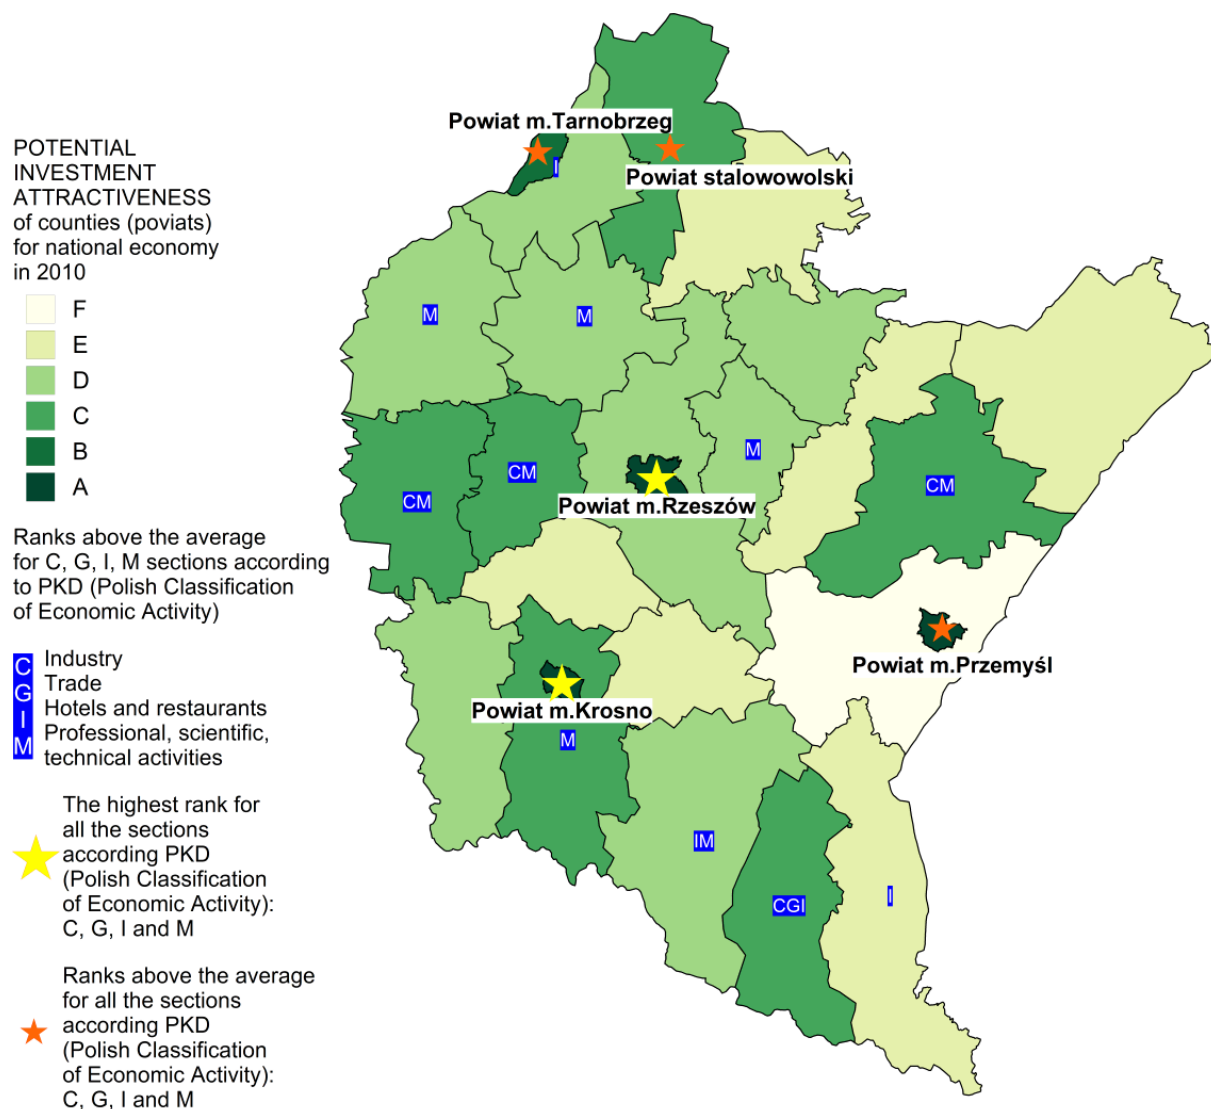 POTENTIAL
INVESTMENT
ATTRACTIVENESS
of counties (poviats)
for national economy
in 2010
F
E
D
C
B
A
Ranks above the average
for C, G, I, M sections according
to PKD (Polish Classification
of Economic Activity)
C Industry
G Trade
I Hotels and restaurants
M Professional, scientific,
technical activities
The highest rank for
all the sections
according PKD
(Polish Classification
of Economic Activity):
C, G, I and M
Ranks above the average
for all the sections
according PKD
(Polish Classification
of Economic Activity):
C, G, I and M
Powiat m.Tarnobrzeg
I
Powiat stalowowolski
M
M
M
CM
CM
CM
Powiat m.Rzeszów
Powiat m.Przemyśl
Powiat m.Krosno
M
IM
CGI
I